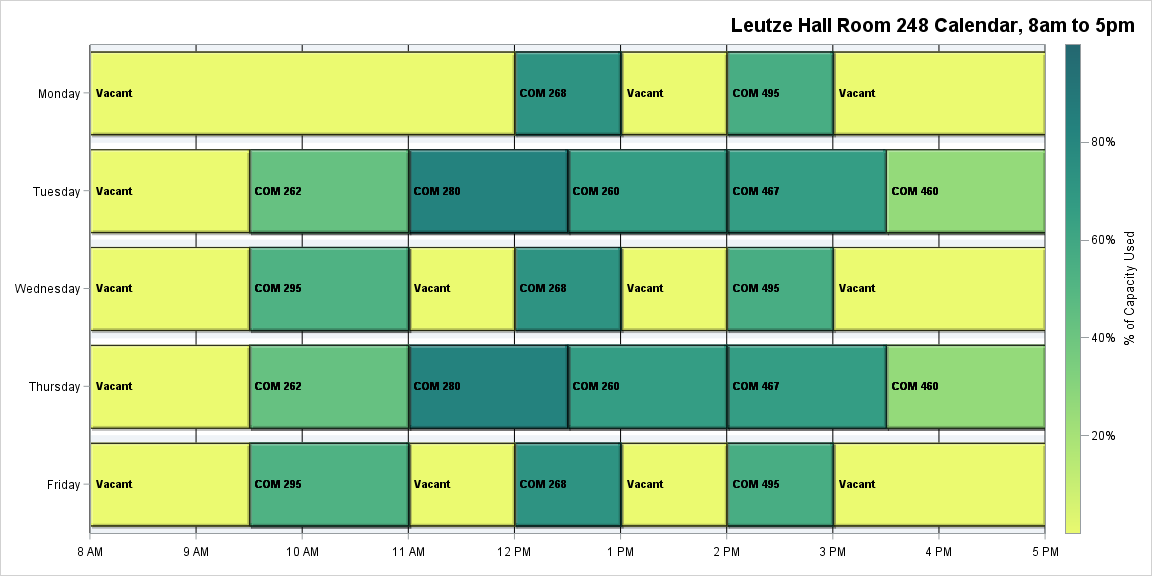 Leutze Hall Room 248 Calendar, 8am to 5pm
Monday
Vacant
COM 268
Vacant
COM 495
Vacant
Tuesday
Vacant
COM 262
COM 280
COM 260
COM 467
COM 460
Wednesday
Vacant
COM 295
Vacant
COM 268
Vacant
COM 495
Vacant
Thursday
Vacant
COM 262
COM 280
COM 260
COM 467
COM 460
Friday
Vacant
COM 295
Vacant
COM 268
Vacant
COM 495
Vacant
8 AM
9 AM
10 AM
11 AM
12 PM
1 PM
2 PM
3 PM
4 PM
5 PM
80%
60%
40%
20%
% of Capacity Used